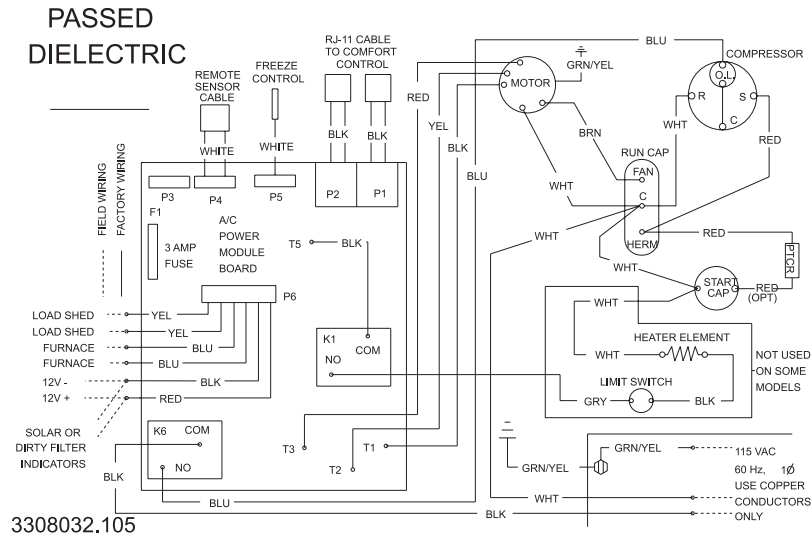 PASSED
DIELECTRIC
RJ-11 CABLE
TO COMFORT
CONTROL
REMOTE
SENSOR
CABLE
FREEZE
CONTROL
MOTOR
GRN/YEL
BLU
COMPRESSOR
O.L.
R
S
C
RED
YEL
BLK
BLU
WHITE
WHITE
BLK
BLK
BRN
WHT
WHT
RED
RUN CAP
FAN
C
HERM
WHT
WHT
RED
PTCR
START
CAP
RED
(OPT)
FIELD WIRING
FACTORY WIRING
P3
P4
P5
P2
P1
F1
3 AMP
FUSE
A/C
POWER
MODULE
BOARD
T5
BLK
P6
LOAD SHED
YEL
LOAD SHED
YEL
FURNACE
BLU
FURNACE
BLU
12V -
BLK
12V +
RED
K1
COM
NO
WHT
HEATER ELEMENT
WHT
LIMIT SWITCH
GRY
BLK
NOT USED
ON SOME
MODELS
SOLAR OR
DIRTY FILTER
INDICATORS
K6
COM
NO
T3
T1
T2
BLK
BLU
GRN/YEL
GRN/YEL
WHT
BLK
115 VAC
60 Hz, 1Ø
USE COPPER
CONDUCTORS
ONLY
3308032.105